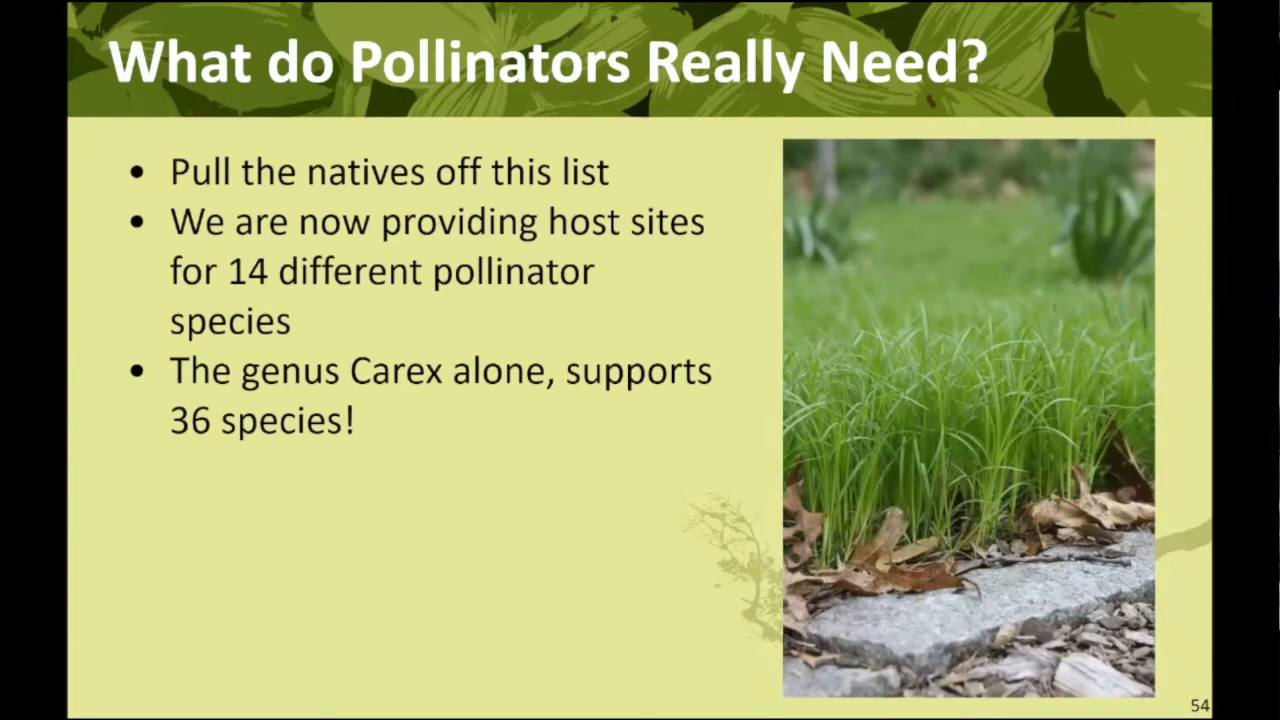 What do Pollinators Really Need?
• Pull the natives off this list
• We are now providing host sites
for 14 different pollinator
species
• The genus Carex alone, supports
36 species!
54